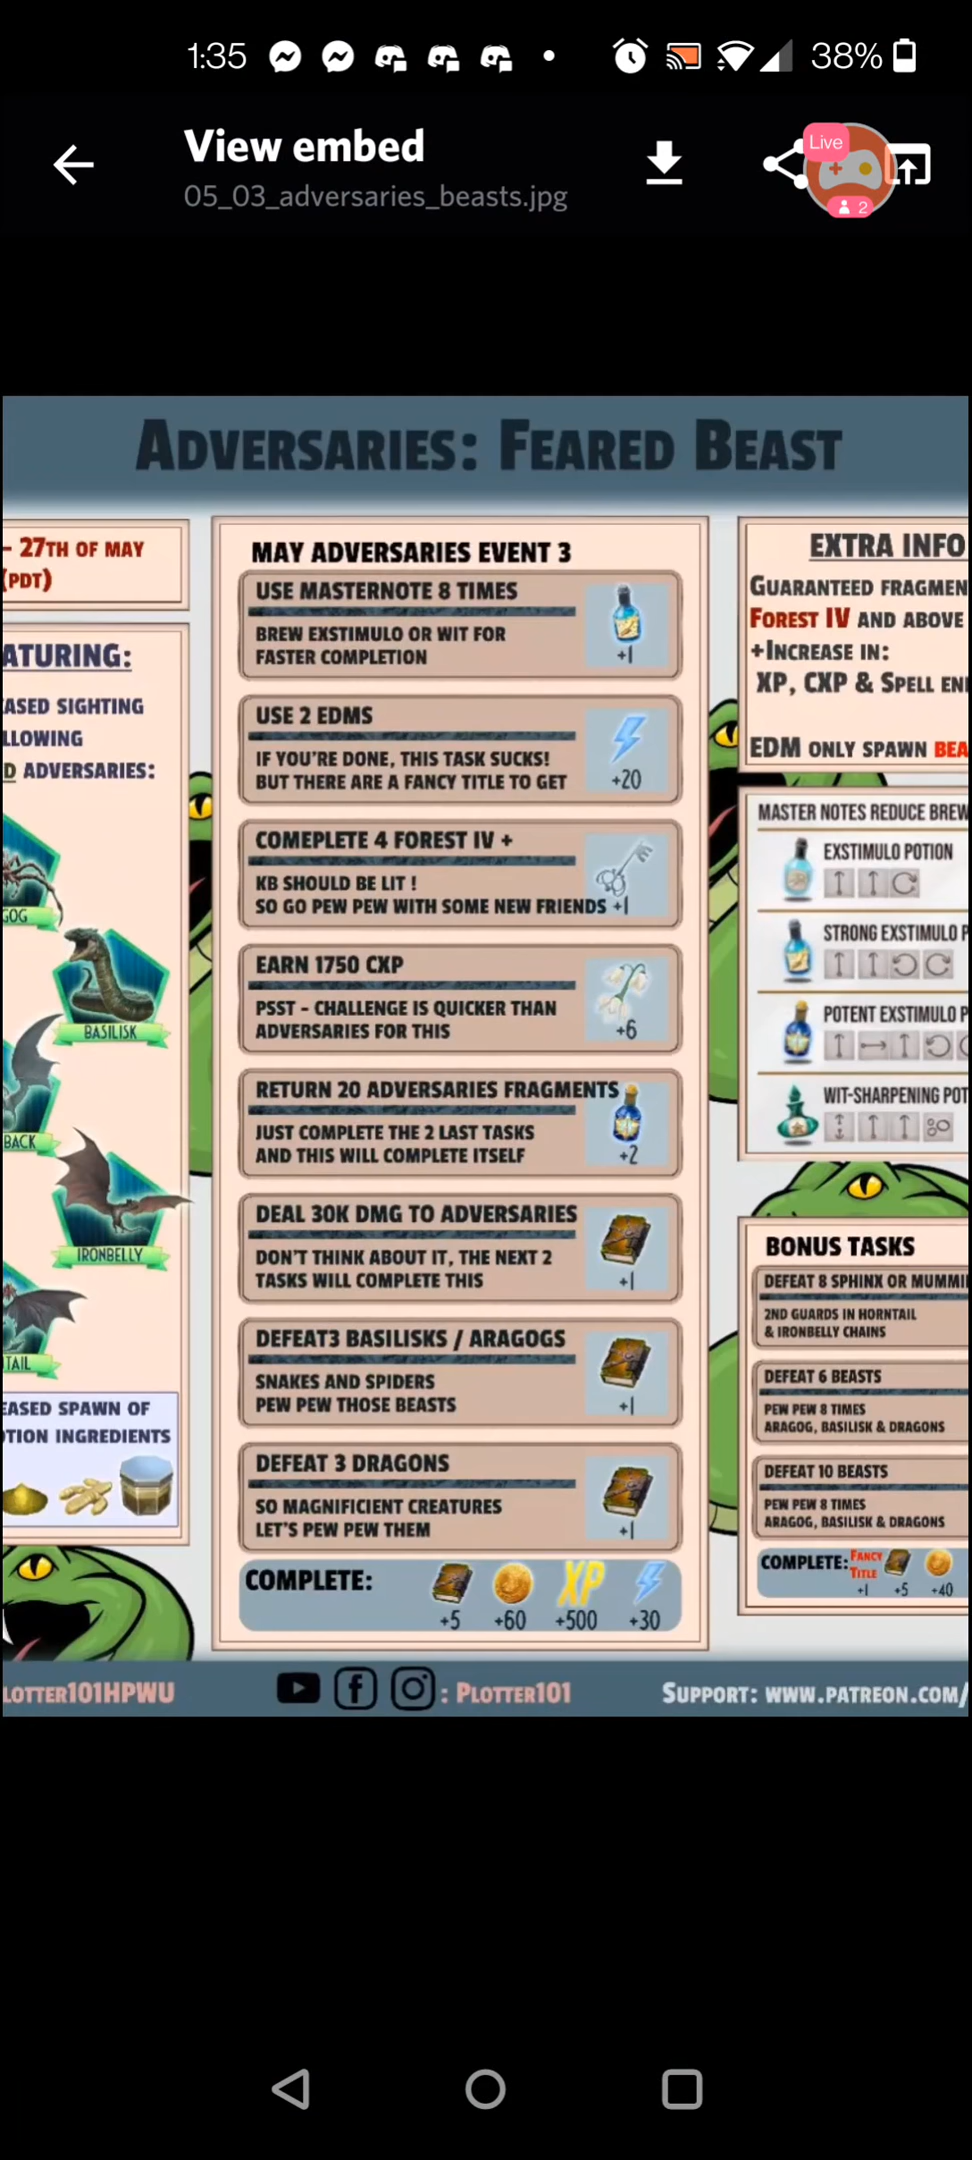 1:35
38%
View embed
05_03_adversaries_beasts.jpg
Live
2
ADVERSARIES: FEARED BEAST
- 27TH OF MAY
(PDT)
ATURING:
ASED SIGHTING
LLOWING
D ADVERSARIES:
GOG
BASILISK
BACK
IRONBELLY
TAIL
EASED SPAWN OF
TION INGREDIENTS
MAY ADVERSARIES EVENT 3
USE MASTERNOTE 8 TIMES
BREW EXSTIMULO OR WIT FOR
FASTER COMPLETION
+1
USE 2 EDMS
IF YOU'RE DONE, THIS TASK SUCKS!
BUT THERE ARE A FANCY TITLE TO GET
+20
COMEPLETE 4 FOREST IV +
KB SHOULD BE LIT !
SO GO PEW PEW WITH SOME NEW FRIENDS
+1
EARN 1750 CXP
PSST - CHALLENGE IS QUICKER THAN
ADVERSARIES FOR THIS
+6
RETURN 20 ADVERSARIES FRAGMENTS
JUST COMPLETE THE 2 LAST TASKS
AND THIS WILL COMPLETE ITSELF
+2
DEAL 30K DMG TO ADVERSARIES
DON'T THINK ABOUT IT, THE NEXT 2
TASKS WILL COMPLETE THIS
+1
DEFEAT3 BASILISKS / ARAGOGS
SNAKES AND SPIDERS
PEW PEW THOSE BEASTS
+1
DEFEAT 3 DRAGONS
SO MAGNIFICIENT CREATURES
LET'S PEW PEW THEM
+1
COMPLETE:
XP
+5 +60 +500 +30
EXTRA INFO
GUARANTEED FRAGMEN
FOREST IV AND ABOVE
+INCREASE IN:
XP, CXP & SPELL EN
EDM ONLY SPAWN BEA
MASTER NOTES REDUCE BREW
EXSTIMULO POTION
STRONG EXSTIMULO P
POTENT EXSTIMULO P
WIT-SHARPENING POT
BONUS TASKS
DEFEAT 8 SPHINX OR MUMMI
2ND GUARDS IN HORNTAIL
& IRONBELLY CHAINS
DEFEAT 6 BEASTS
PEW PEW 8 TIMES
ARAGOG, BASILISK & DRAGONS
DEFEAT 10 BEASTS
PEW PEW 8 TIMES
ARAGOG, BASILISK & DRAGONS
COMPLETE: FANCY
TITLE
+1 +5 +40
LOTTER101HPWU
: PLOTTER101
SUPPORT: WWW.PATREON.COM/